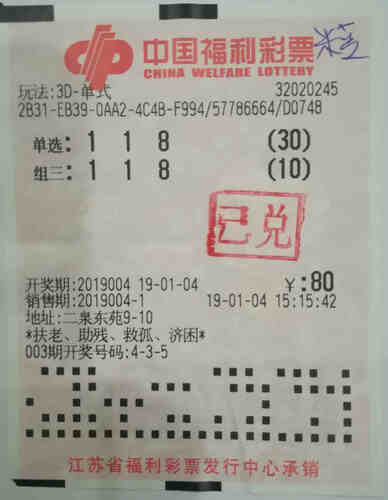 中国福利彩票
CHINA WELFARE LOTTERY
玩法:3D-单式 32020245
2B31-EB39-0AA2-4C4B-F994/57786664/D0748
单选: 1 1 8 (30)
组三: 1 1 8 (10)
已兑
开奖期:2019004 19-01-04 ¥:80
销售期:2019004-1 19-01-04 15:15:42
地址:二泉东苑9-10
*扶老、助残、救孤、济困*
003期开奖号码:4-3-5
江苏省福利彩票发行中心承销